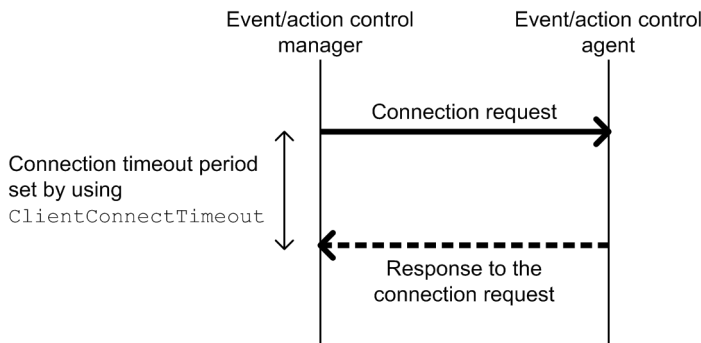 Event/action control
manager
Event/action control
agent
Connection request
Connection timeout period
set by using
ClientConnectTimeout
Response to the
connection request